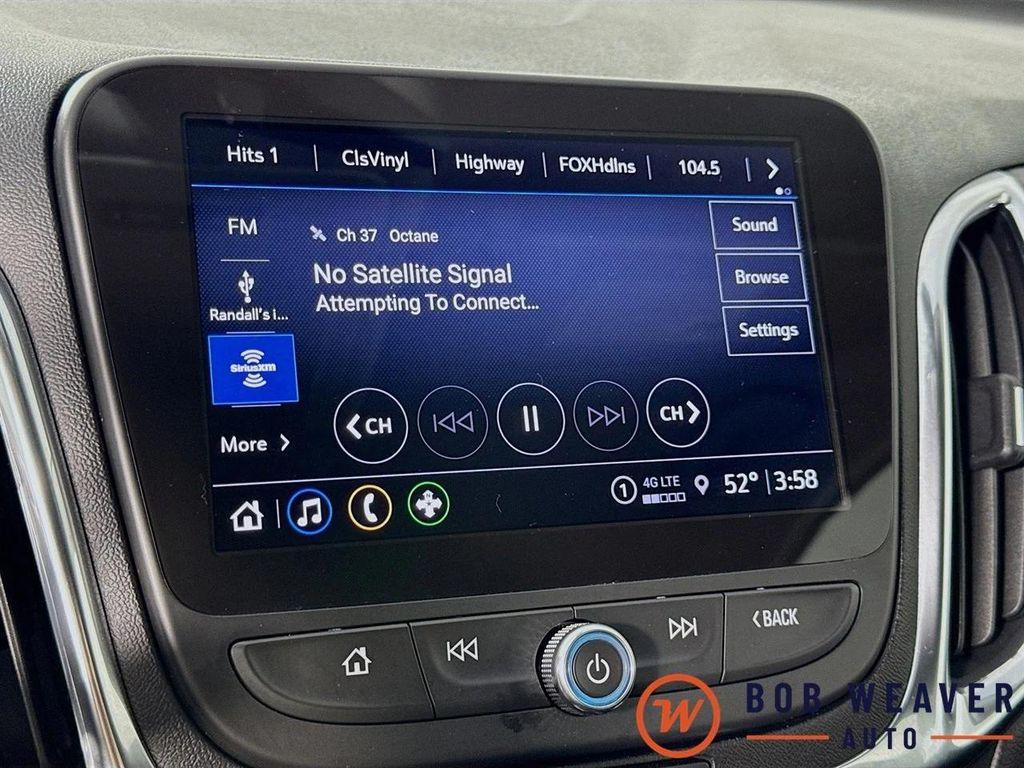 Hits 1 ClsVinyl Highway FOXHdlns 104.5
FM
Ch 37 Octane
Sound
No Satellite Signal
Attempting To Connect...
Browse
Randall's i...
Settings
SiriusXM
CH CH
More
1 4G LTE 52° 3:58
BACK
W
BOB WEAVER
AUTO